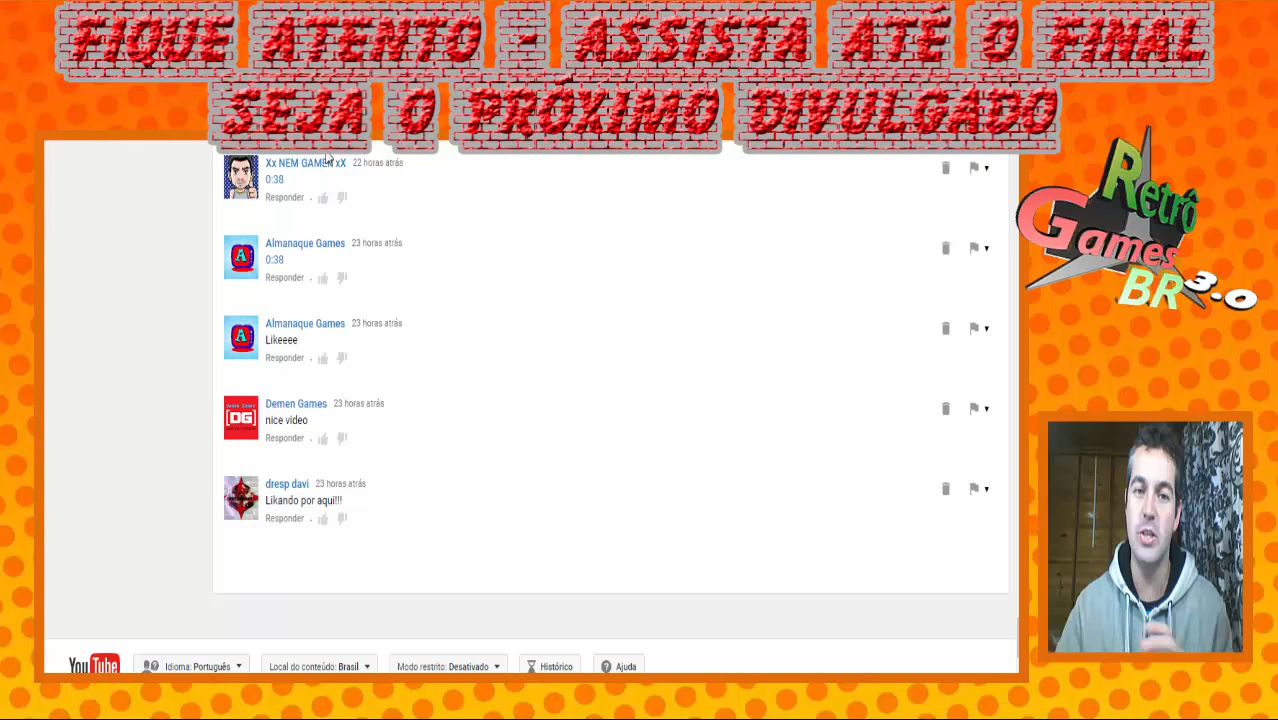 FIQUE ATENTO - ASSISTA ATÉ O FINAL
SEJA O PRÓXIMO DIVULGADO
Xx NEM GAMER xX 22 horas atrás
0:38
Responder
Almanaque Games 23 horas atrás
0:38
Responder
Almanaque Games 23 horas atrás
Likeeee
Responder
Demen Games 23 horas atrás
nice video
Responder
dresp davi 23 horas atrás
Likando por aqui!!!
Responder
Retrô
Games
BR 3.0
A
A
[DG]
YouTube
Idioma: Português
Local do conteúdo: Brasil
Modo restrito: Desativado
Histórico
Ajuda